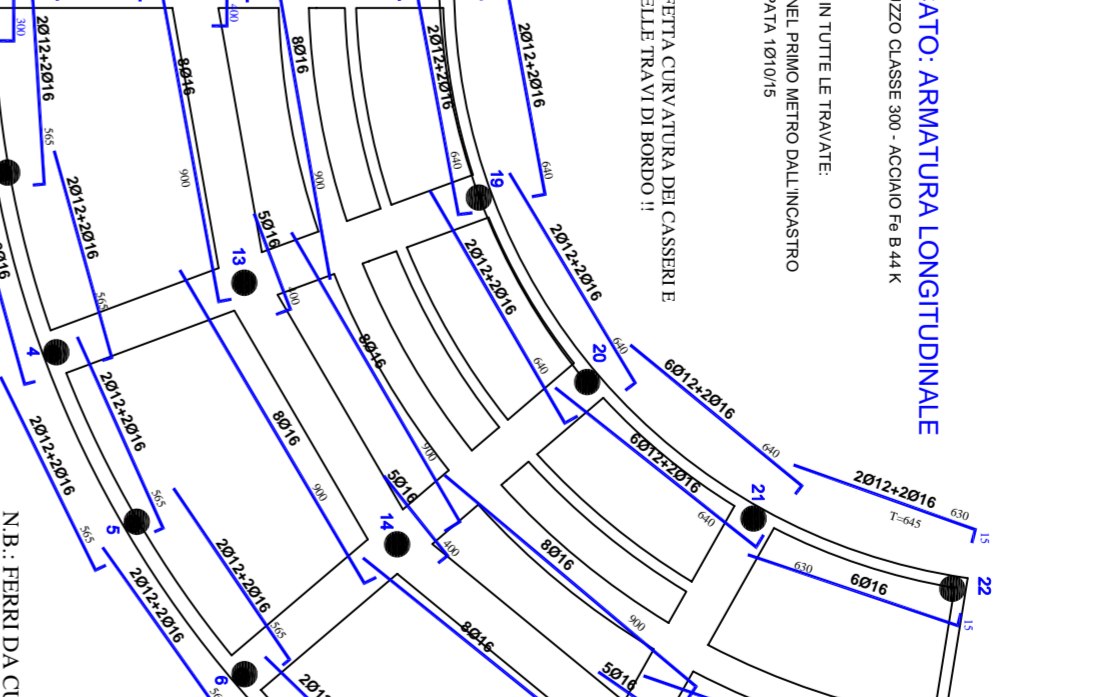 ATO: ARMATURA LONGITUDINALE
IZZO CLASSE 300 - ACCIAIO Fe B 44 K
IN TUTTE LE TRAVATE:
NEL PRIMO METRO DALL'INCASTRO
PATA 1Ø10/15
FETTA CURVATURA DEI CASSERI E
ELLE TRAVI DI BORDO !!
N.B.: FERRI DA CU
300
2Ø12+2Ø16
565
400
8Ø16
900
8Ø16
900
2Ø12+2Ø16
640
2Ø12+2Ø16
640
19
2Ø12+2Ø16
565
5Ø16
400
13
2Ø12+2Ø16
640
2Ø12+2Ø16
640
20
4
2Ø12+2Ø16
565
8Ø16
900
8Ø16
900
6Ø12+2Ø16
640
6Ø12+2Ø16
640
2Ø12+2Ø16
565
5
5Ø16
400
14
21
2Ø12+2Ø16
630
T=645
15
22
6Ø16
630
15
2Ø12+2Ø16
565
2Ø12+2Ø16
6
8Ø16
900
8Ø16
5Ø16